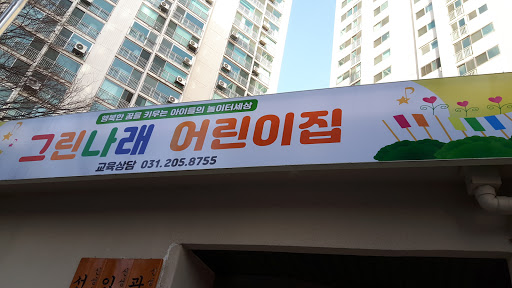 행복한 꿈을 키우는 아이들의 놀이터세상
그린나래 어린이집
교육상담 031.205.8755